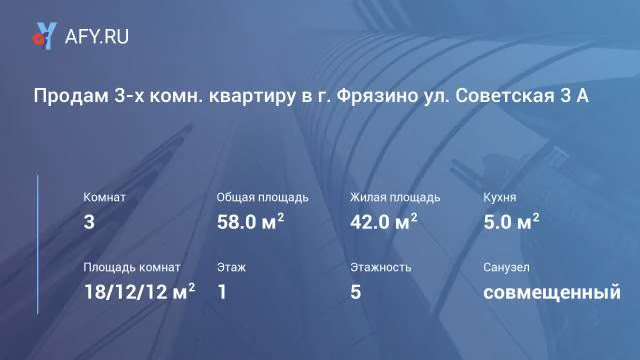 AFY.RU
Продам 3-х комн. квартиру в г. Фрязино ул. Советская 3 А
Комнат Общая площадь Жилая площадь Кухня
3 58.0 м² 42.0 м² 5.0 м²
Площадь комнат Этаж Этажность Санузел
18/12/12 м² 1 5 совмещенный